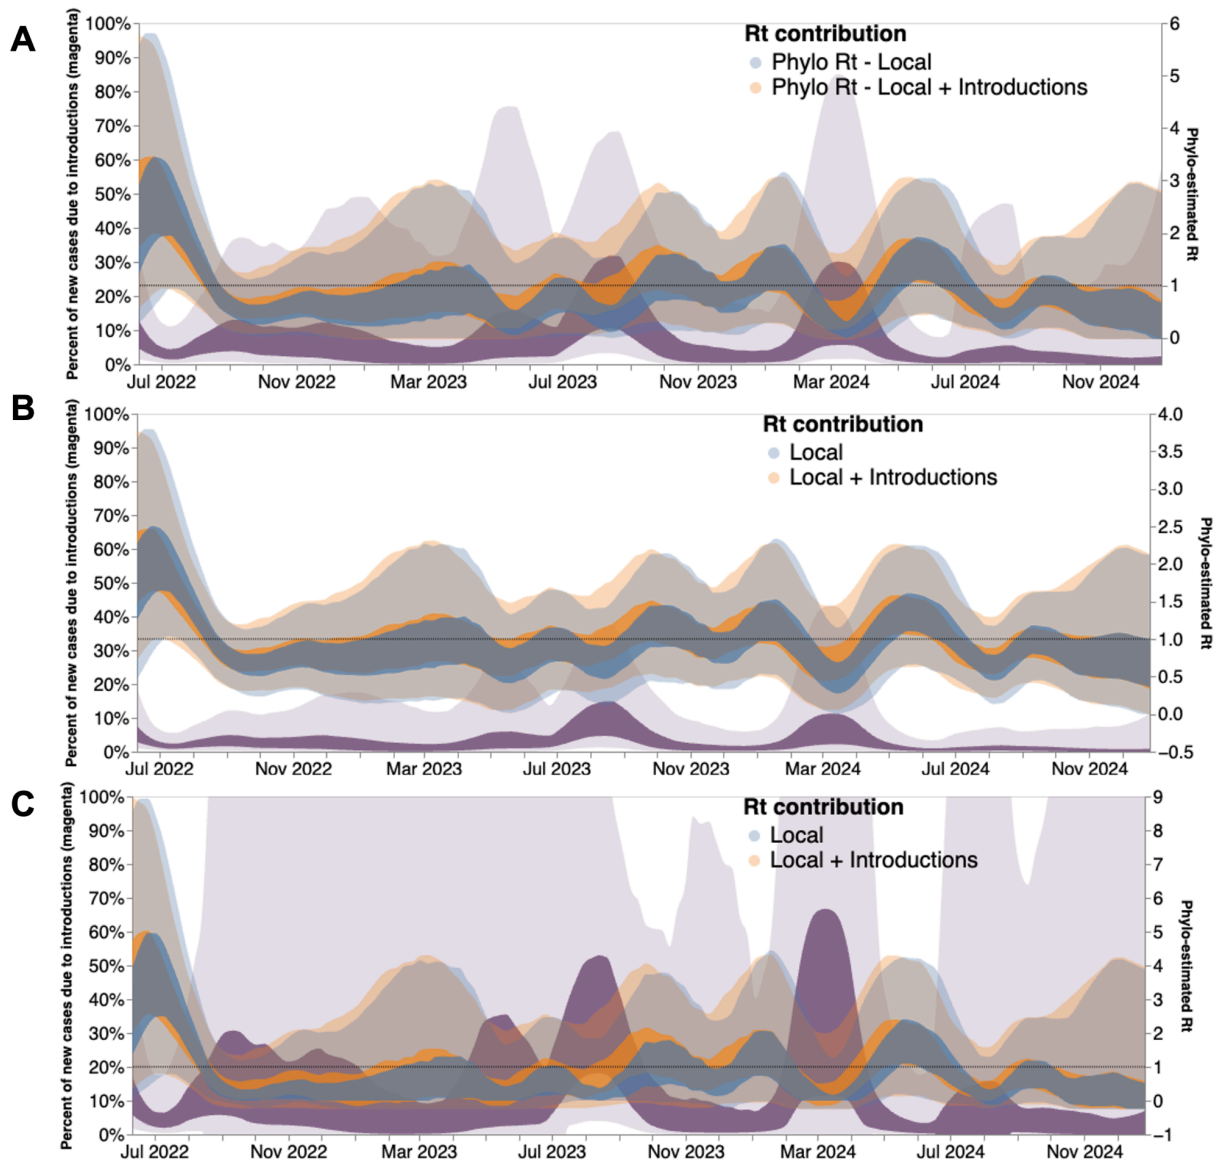 A
Percent of new cases due to introductions (magenta)
100%
90%
80%
70%
60%
50%
40%
30%
20%
10%
0%
Rt contribution
Phylo Rt - Local
Phylo Rt - Local + Introductions
6
5
4
3
2
1
0
Phylo-estimated Rt
Jul 2022 Nov 2022 Mar 2023 Jul 2023 Nov 2023 Mar 2024 Jul 2024 Nov 2024
B
Percent of new cases due to introductions (magenta)
100%
90%
80%
70%
60%
50%
40%
30%
20%
10%
0%
Rt contribution
Local
Local + Introductions
4.0
3.5
3.0
2.5
2.0
1.5
1.0
0.5
0.0
−0.5
Phylo-estimated Rt
Jul 2022 Nov 2022 Mar 2023 Jul 2023 Nov 2023 Mar 2024 Jul 2024 Nov 2024
C
Percent of new cases due to introductions (magenta)
100%
90%
80%
70%
60%
50%
40%
30%
20%
10%
0%
Rt contribution
Local
Local + Introductions
9
8
7
6
5
4
3
2
1
0
−1
Phylo-estimated Rt
Jul 2022 Nov 2022 Mar 2023 Jul 2023 Nov 2023 Mar 2024 Jul 2024 Nov 2024